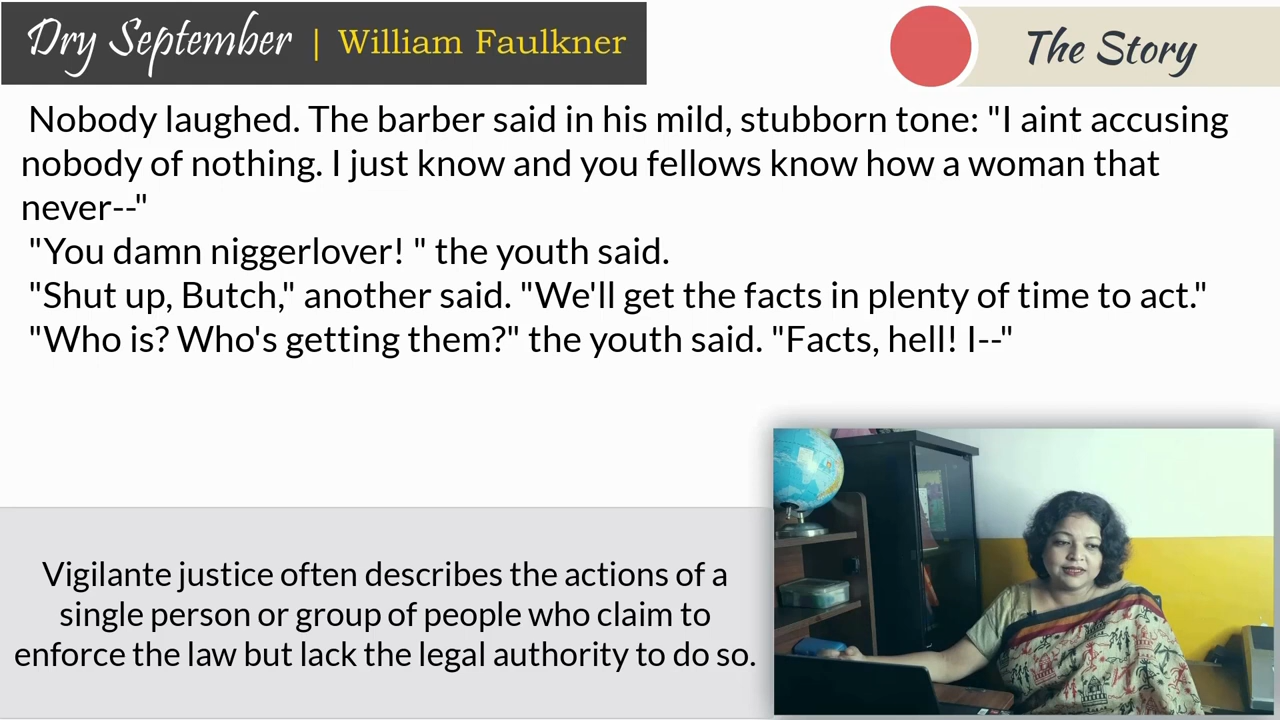 Dry September | William Faulkner
The Story
Nobody laughed. The barber said in his mild, stubborn tone: "I aint accusing
nobody of nothing. I just know and you fellows know how a woman that
never--"
"You damn niggerlover! " the youth said.
"Shut up, Butch," another said. "We'll get the facts in plenty of time to act."
"Who is? Who's getting them?" the youth said. "Facts, hell! I--"
Vigilante justice often describes the actions of a
single person or group of people who claim to
enforce the law but lack the legal authority to do so.